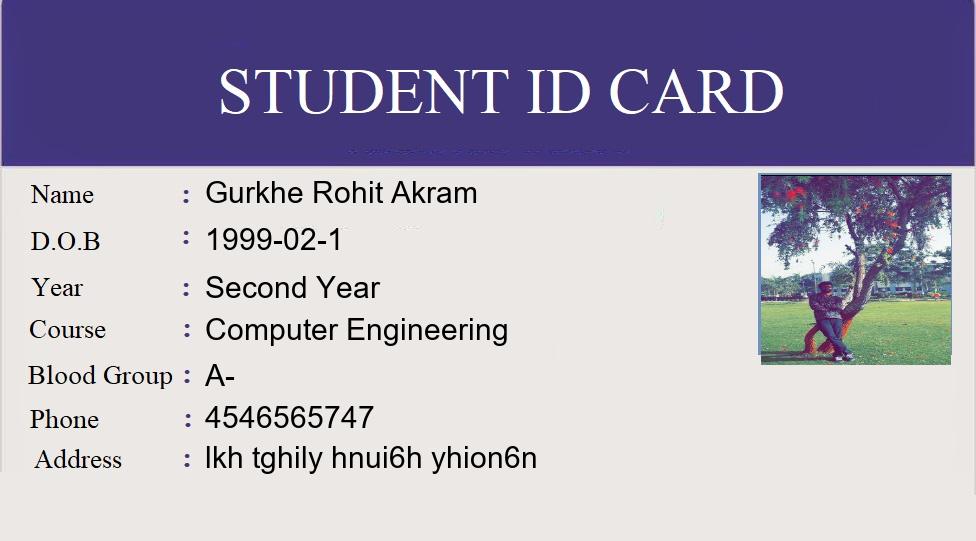 STUDENT ID CARD
Name : Gurkhe Rohit Akram
D.O.B : 1999-02-1
Year : Second Year
Course : Computer Engineering
Blood Group : A-
Phone : 4546565747
Address : lkh tghily hnui6h yhion6n